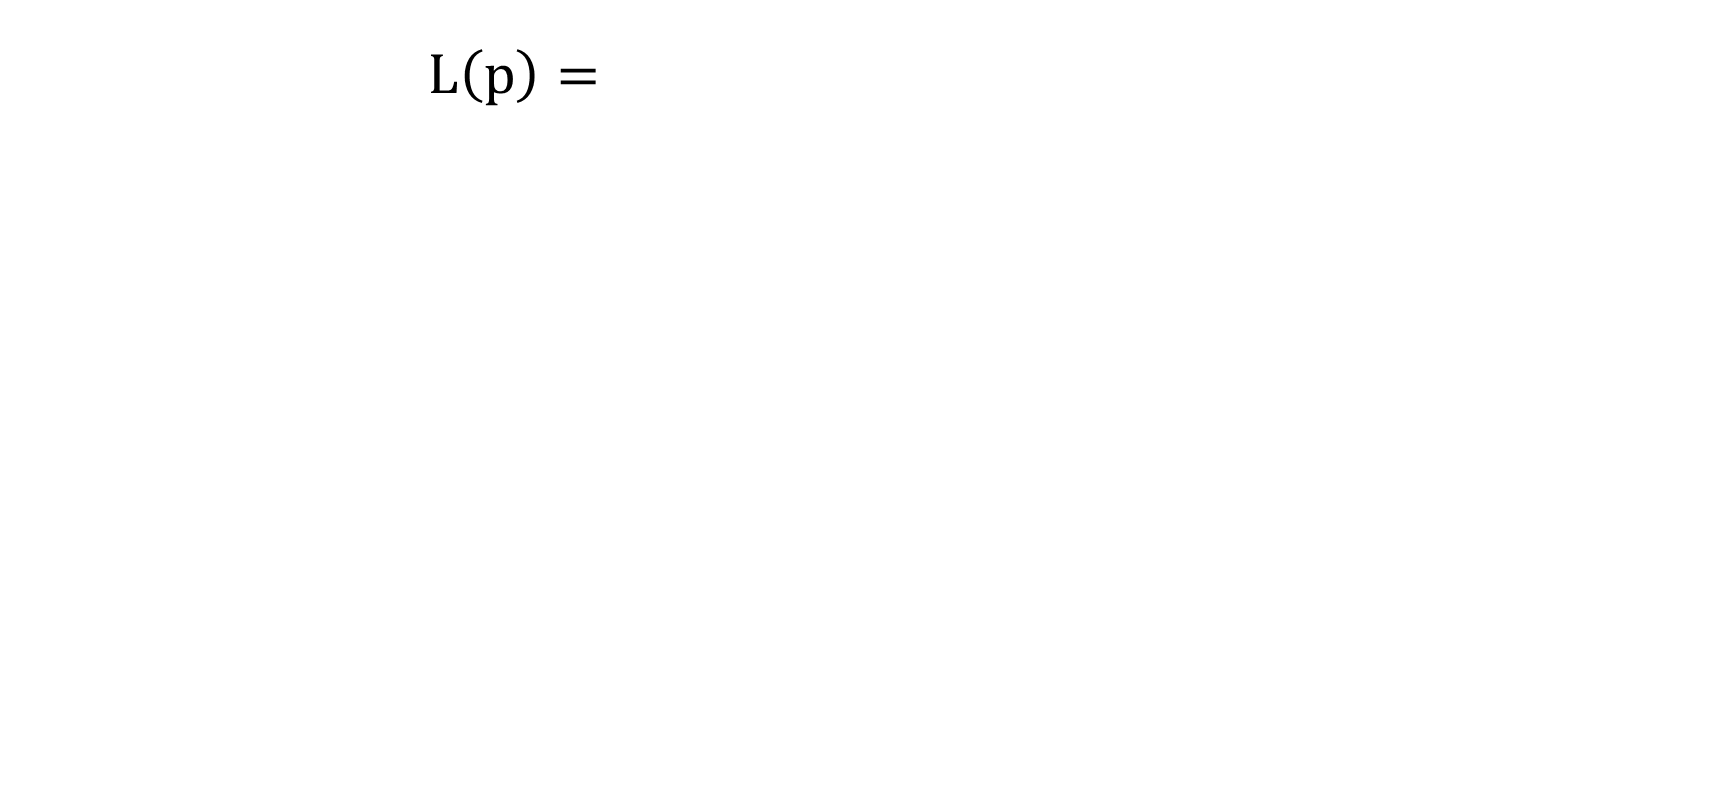 L(p) =